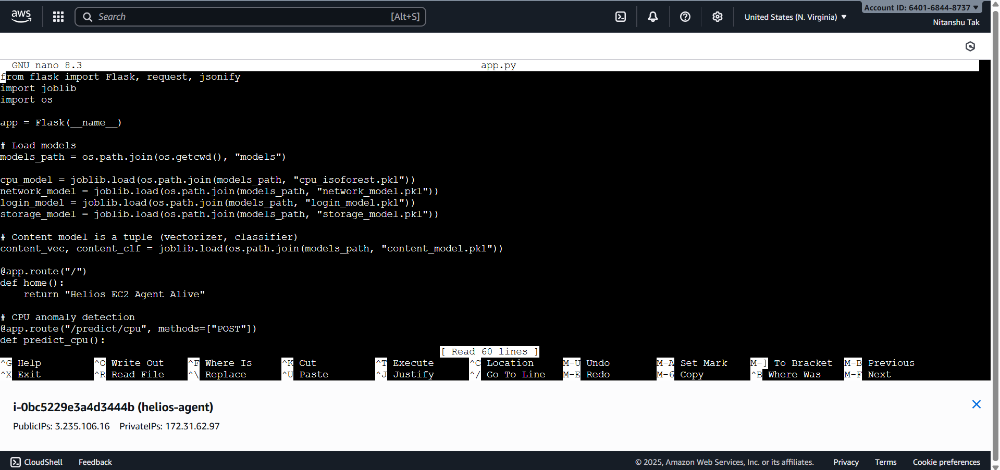 aws
Search [Alt+S]
United States (N. Virginia) ▼
Account ID: 6401-6844-8737 ▼
Nitanshu Tak
GNU nano 8.3 app.py
from flask import Flask, request, jsonify
import joblib
import os
app = Flask(__name__)
# Load models
models_path = os.path.join(os.getcwd(), "models")
cpu_model = joblib.load(os.path.join(models_path, "cpu_isoforest.pkl"))
network_model = joblib.load(os.path.join(models_path, "network_model.pkl"))
login_model = joblib.load(os.path.join(models_path, "login_model.pkl"))
storage_model = joblib.load(os.path.join(models_path, "storage_model.pkl"))
# Content model is a tuple (vectorizer, classifier)
content_vec, content_clf = joblib.load(os.path.join(models_path, "content_model.pkl"))
@app.route("/")
def home():
    return "Helios EC2 Agent Alive"
# CPU anomaly detection
@app.route("/predict/cpu", methods=["POST"])
def predict_cpu():
[ Read 60 lines ]
^G Help ^O Write Out ^F Where Is ^K Cut ^T Execute ^C Location M-U Undo M-A Set Mark M-] To Bracket M-B Previous
^X Exit ^R Read File ^\ Replace ^U Paste ^J Justify ^/ Go To Line M-E Redo M-6 Copy ^B Where Was M-F Next
i-0bc5229e3a4d3444b (helios-agent)
PublicIPs: 3.235.106.16 PrivateIPs: 172.31.62.97
CloudShell Feedback © 2025, Amazon Web Services, Inc. or its affiliates. Privacy Terms Cookie preferences